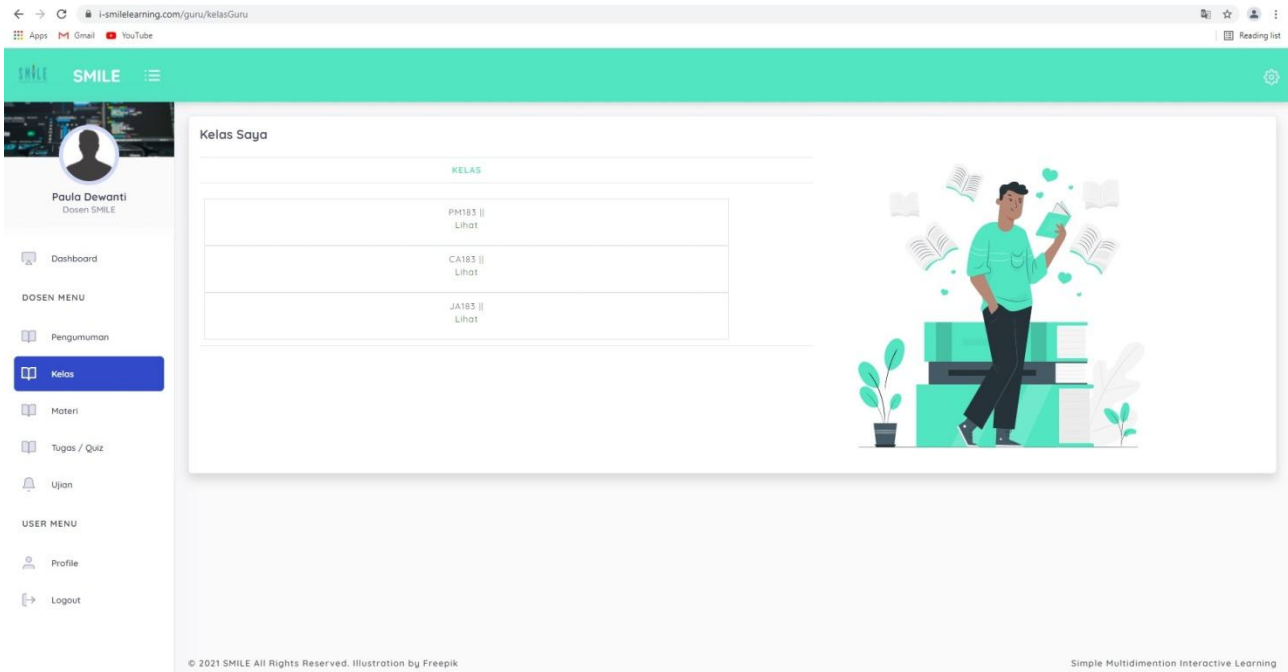 i-smilelearning.com/guru/kelasGuru
Apps Gmail YouTube Reading list
SMILE SMILE
Paula Dewanti
Dosen SMILE
Dashboard
DOSEN MENU
Pengumuman
Kelas
Materi
Tugas / Quiz
Ujian
USER MENU
Profile
Logout
Kelas Saya
KELAS
PM183 ||
Lihat
CA183 ||
Lihat
JA183 ||
Lihat
© 2021 SMILE All Rights Reserved. Illustration by Freepik
Simple Multidimention Interactive Learning